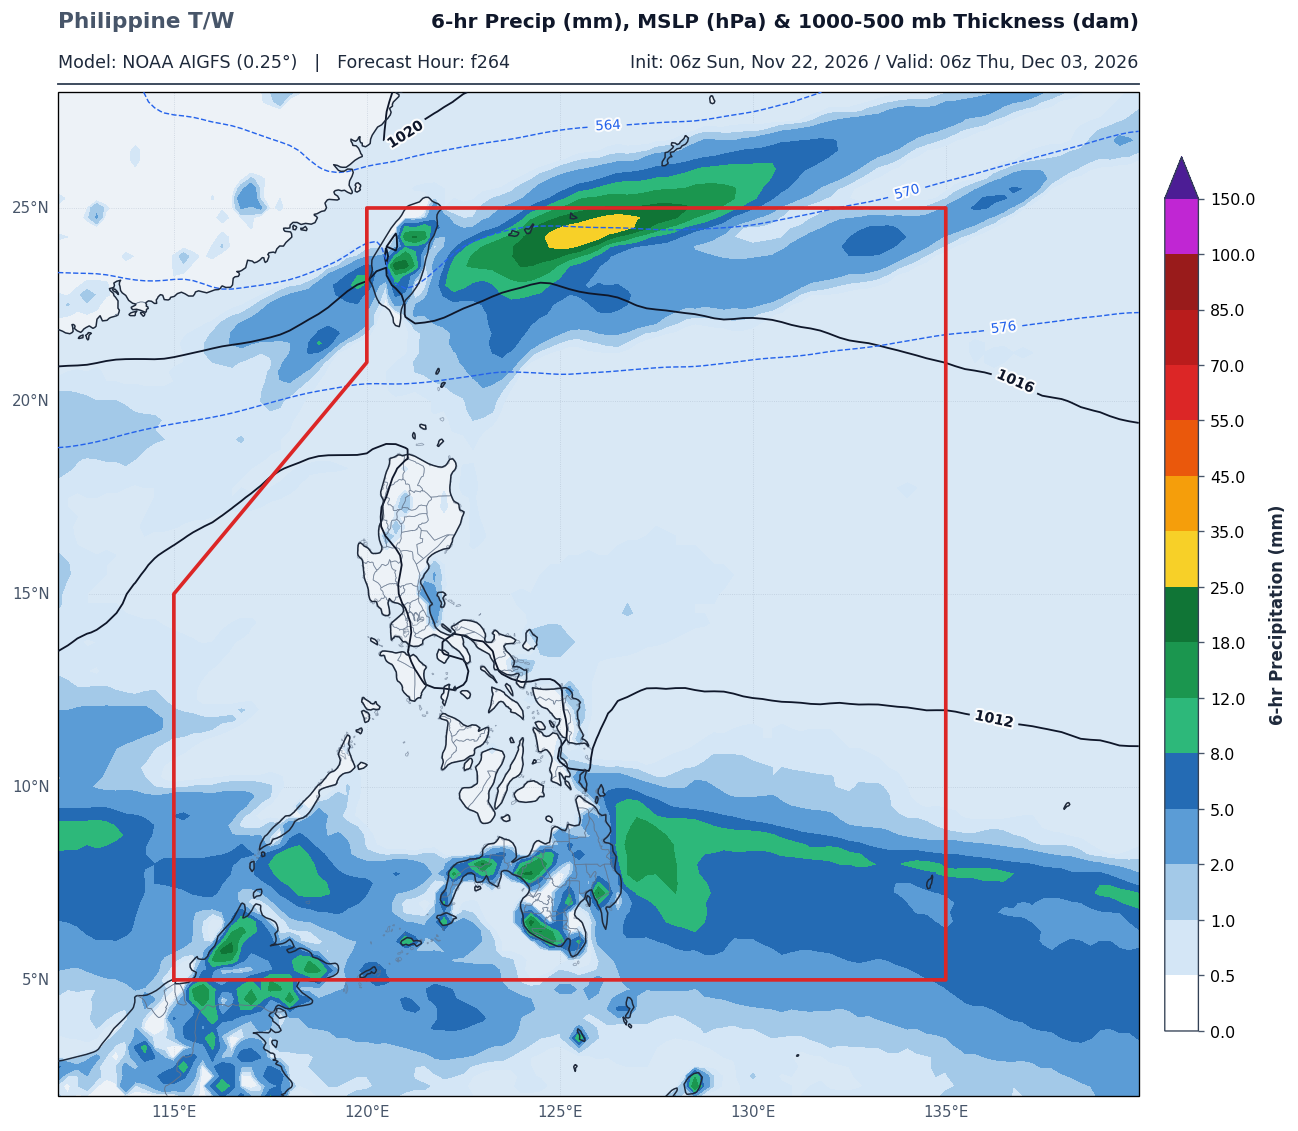 Philippine T/W
6-hr Precip (mm), MSLP (hPa) & 1000-500 mb Thickness (dam)
Model: NOAA AIGFS (0.25°)   |   Forecast Hour: f264
Init: 06z Sun, Nov 22, 2026 / Valid: 06z Thu, Dec 03, 2026
1020
564
570
576
1016
1012
25°N
20°N
15°N
10°N
5°N
115°E
120°E
125°E
130°E
135°E
150.0
100.0
85.0
70.0
55.0
45.0
35.0
25.0
18.0
12.0
8.0
5.0
2.0
1.0
0.5
0.0
6-hr Precipitation (mm)